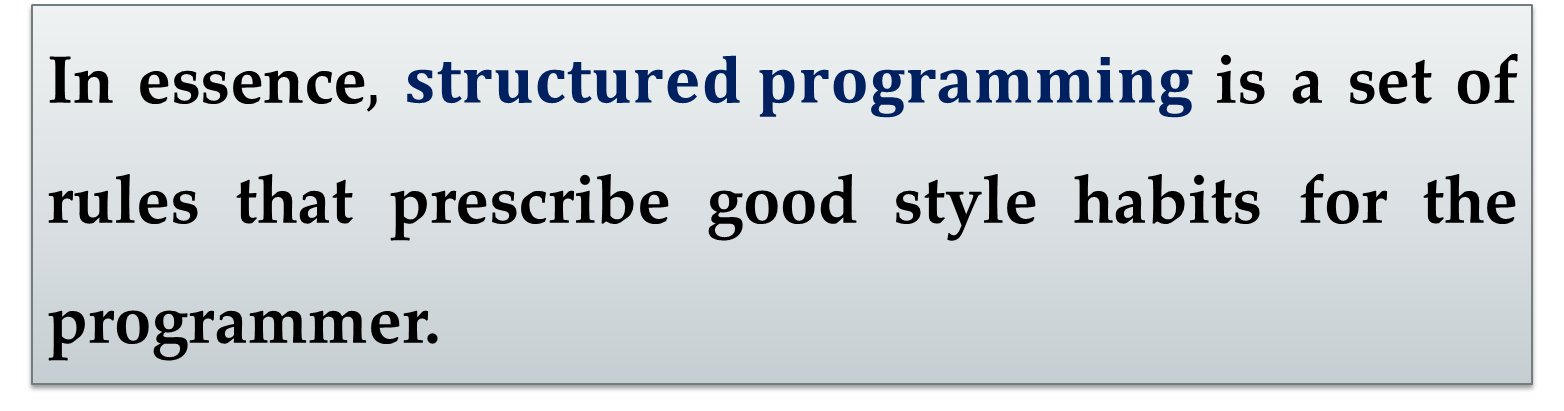 In essence, structured programming is a set of
rules that prescribe good style habits for the
programmer.